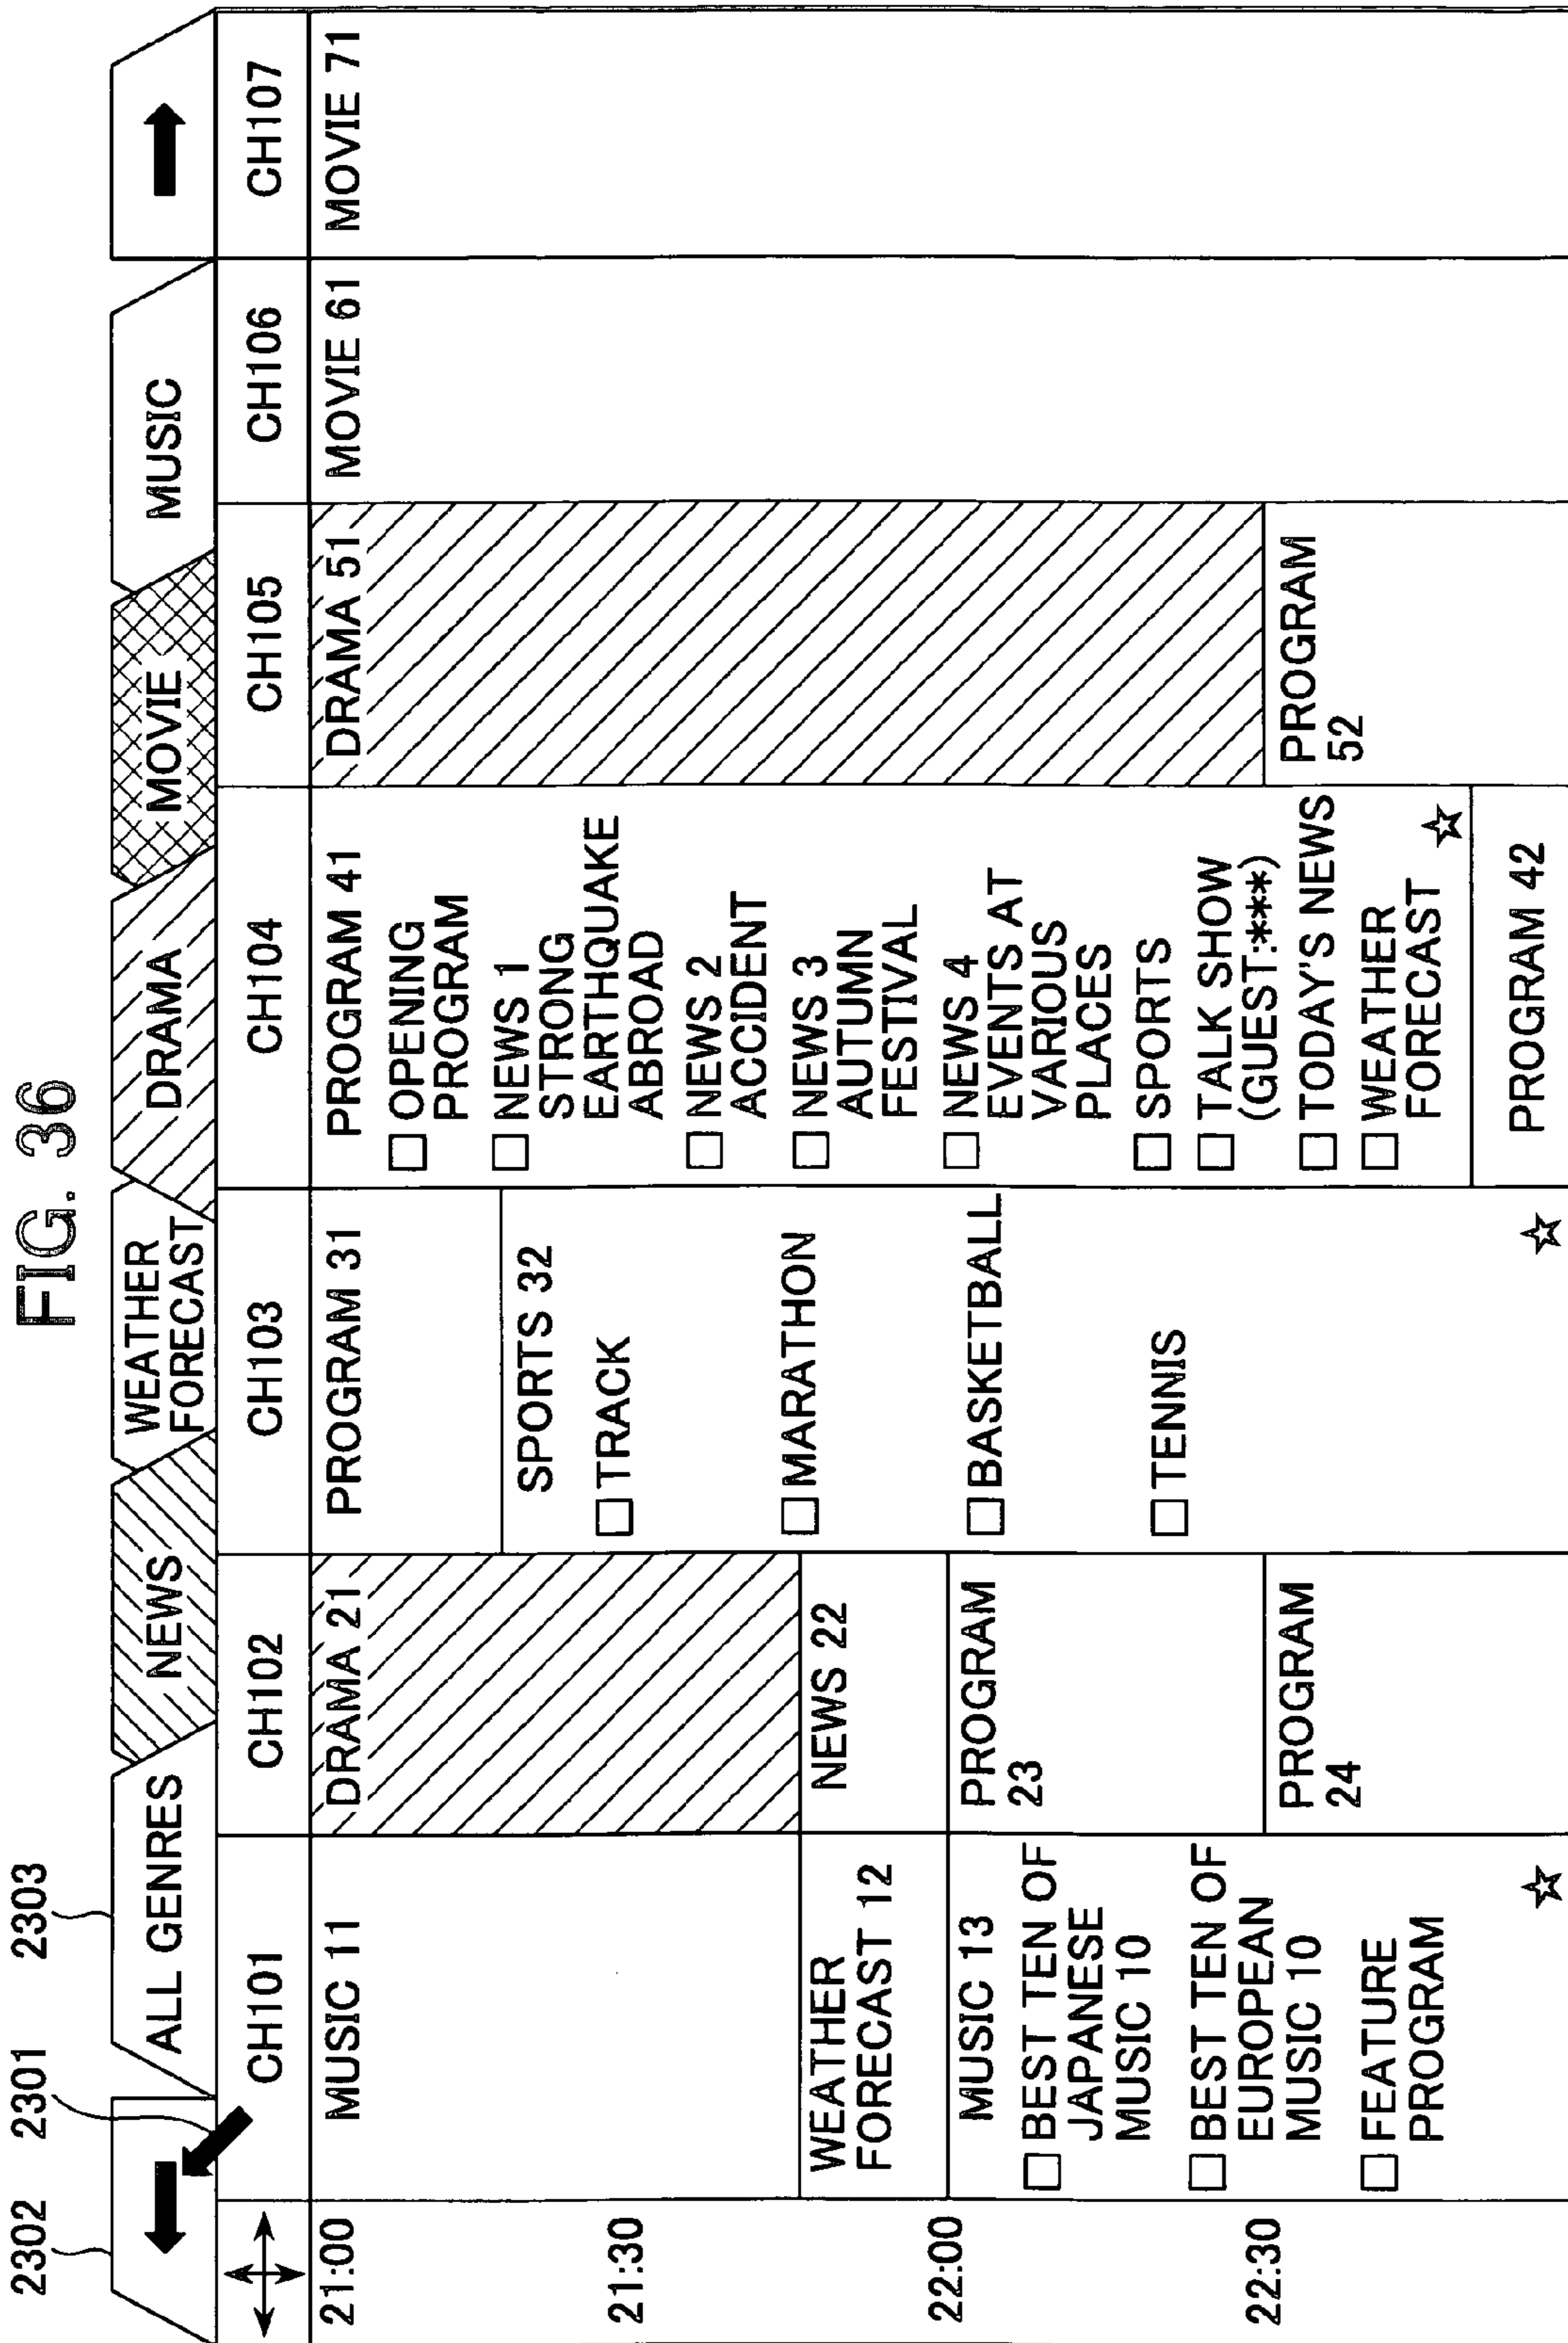 FIG. 36
2302
2301
2303
ALL GENRES
NEWS
WEATHER
FORECAST
DRAMA
MOVIE
MUSIC
CH101
CH102
CH103
CH104
CH105
CH106
CH107
21:00
21:30
22:00
22:30
MUSIC 11
WEATHER
FORECAST 12
MUSIC 13
BEST TEN OF
JAPANESE
MUSIC 10
BEST TEN OF
EUROPEAN
MUSIC 10
FEATURE
PROGRAM
DRAMA 21
NEWS 22
PROGRAM
23
PROGRAM
24
PROGRAM 31
SPORTS 32
TRACK
MARATHON
BASKETBALL
TENNIS
PROGRAM 41
OPENING
PROGRAM
NEWS 1
STRONG
EARTHQUAKE
ABROAD
NEWS 2
ACCIDENT
NEWS 3
AUTUMN
FESTIVAL
NEWS 4
EVENTS AT
VARIOUS
PLACES
SPORTS
TALK SHOW
(GUEST:***)
TODAY'S NEWS
WEATHER
FORECAST
PROGRAM 42
DRAMA 51
PROGRAM
52
MOVIE 61
MOVIE 71